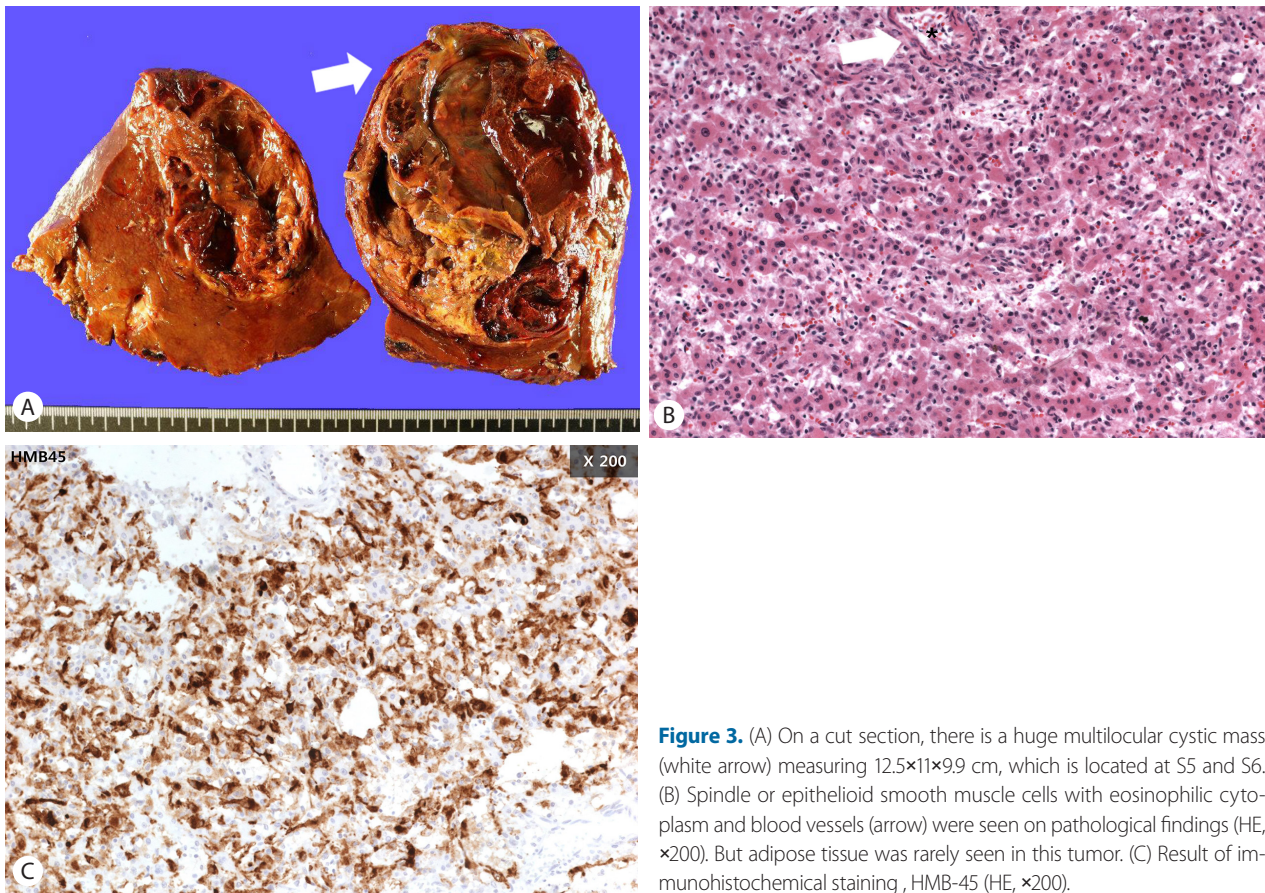 A
*
B
HMB45
X 200
C
Figure 3. (A) On a cut section, there is a huge multilocular cystic mass
(white arrow) measuring 12.5×11×9.9 cm, which is located at S5 and S6.
(B) Spindle or epithelioid smooth muscle cells with eosinophilic cyto-
plasm and blood vessels (arrow) were seen on pathological findings (HE,
×200). But adipose tissue was rarely seen in this tumor. (C) Result of im-
munohistochemical staining , HMB-45 (HE, ×200).